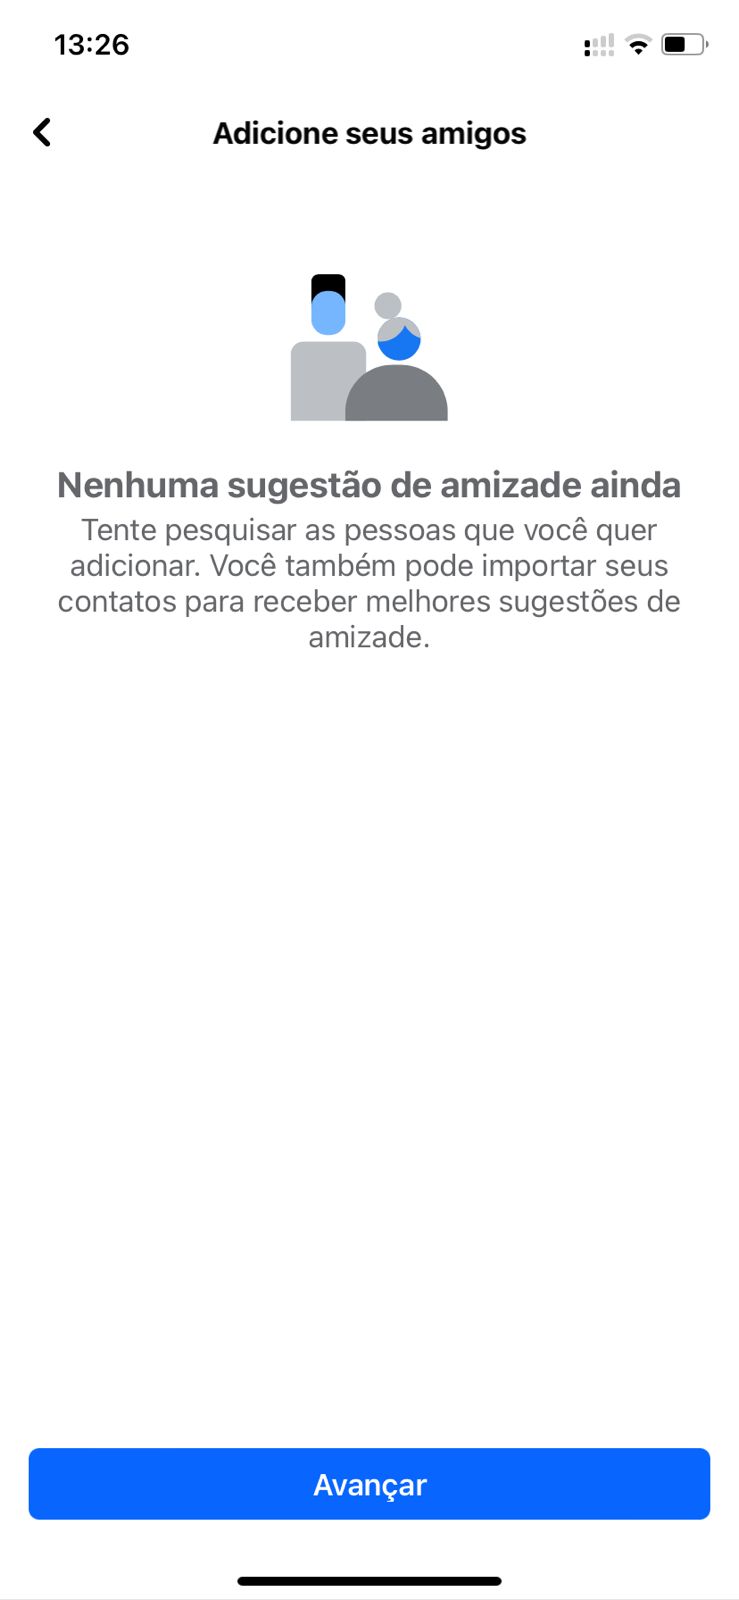 13:26
Adicione seus amigos
Nenhuma sugestão de amizade ainda
Tente pesquisar as pessoas que você quer
adicionar. Você também pode importar seus
contatos para receber melhores sugestões de
amizade.
Avançar